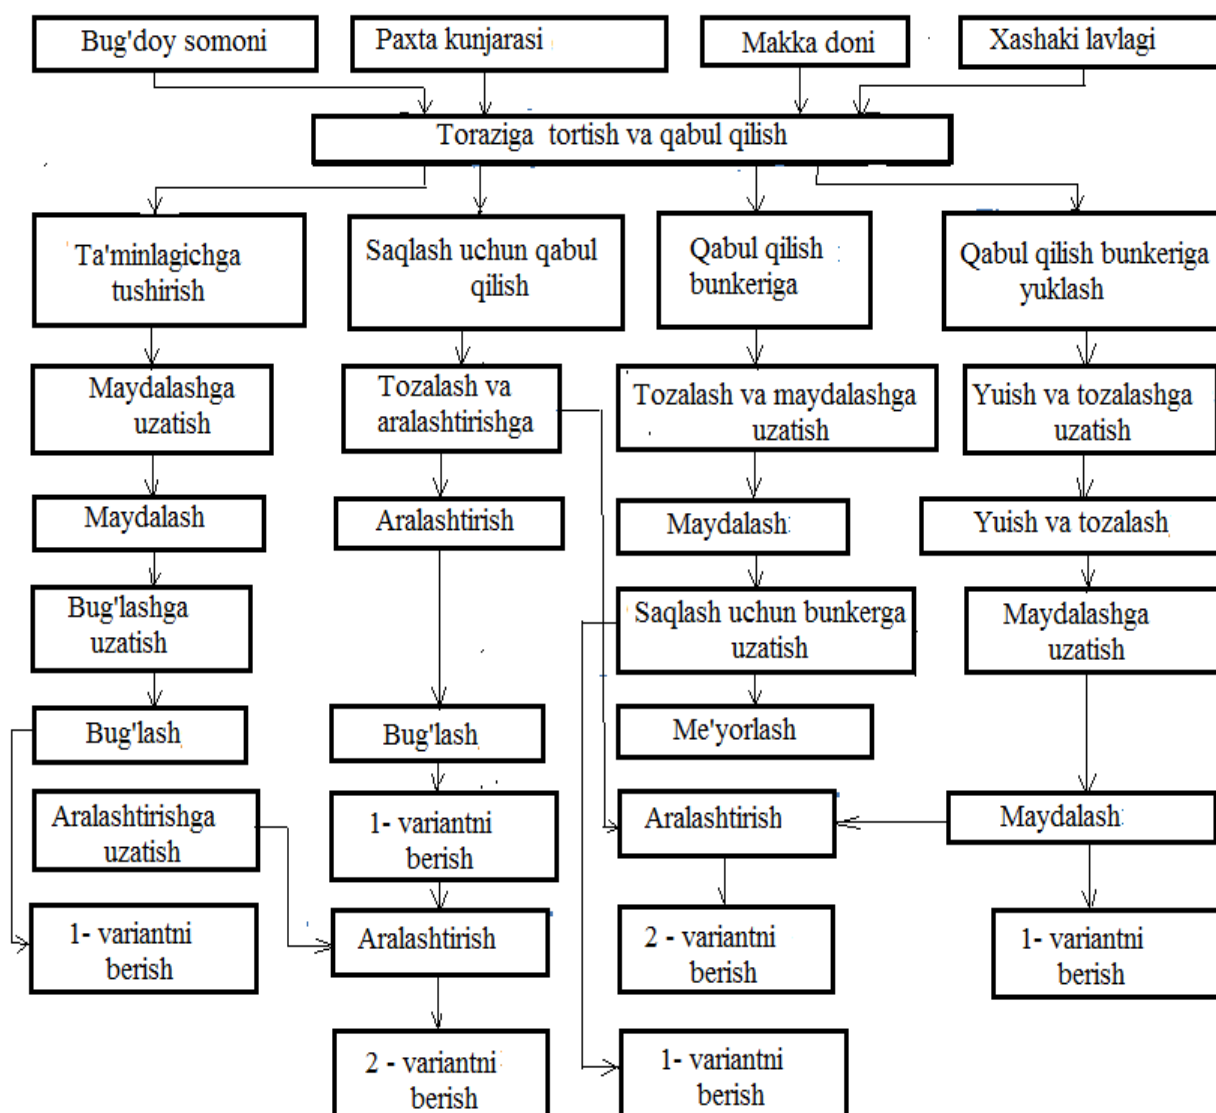 Bug'doy somoni
Paxta kunjarasi
Makka doni
Xashaki lavlagi
Toraziga tortish va qabul qilish
Ta'minlagichga
tushirish
Saqlash uchun qabul
qilish
Qabul qilish
bunkeriga
Qabul qilish bunkeriga
yuklash
Maydalashga
uzatish
Tozalash va
aralashtirishga
Tozalash va maydalashga
uzatish
Yuish va tozalashga
uzatish
Maydalash
Aralashtirish
Maydalash
Yuish va tozalash
Bug'lashga
uzatish
Saqlash uchun bunkerga
uzatish
Maydalashga
uzatish
Bug'lash
Bug'lash
Me'yorlash
Aralashtirishga
uzatish
1- variantni
berish
Aralashtirish
Maydalash
1- variantni
berish
Aralashtirish
2 - variantni
berish
1- variantni
berish
2 - variantni
berish
1- variantni
berish